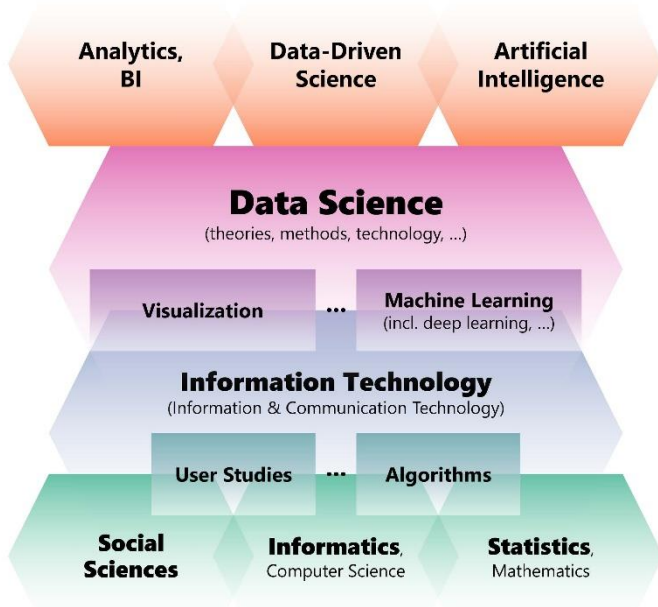 Analytics,
BI
Data-Driven
Science
Artificial
Intelligence
Data Science
(theories, methods, technology, ...)
Visualization
...
Machine Learning
(incl. deep learning, ...)
Information Technology
(Information & Communication Technology)
User Studies
...
Algorithms
Social
Sciences
Informatics,
Computer Science
Statistics,
Mathematics